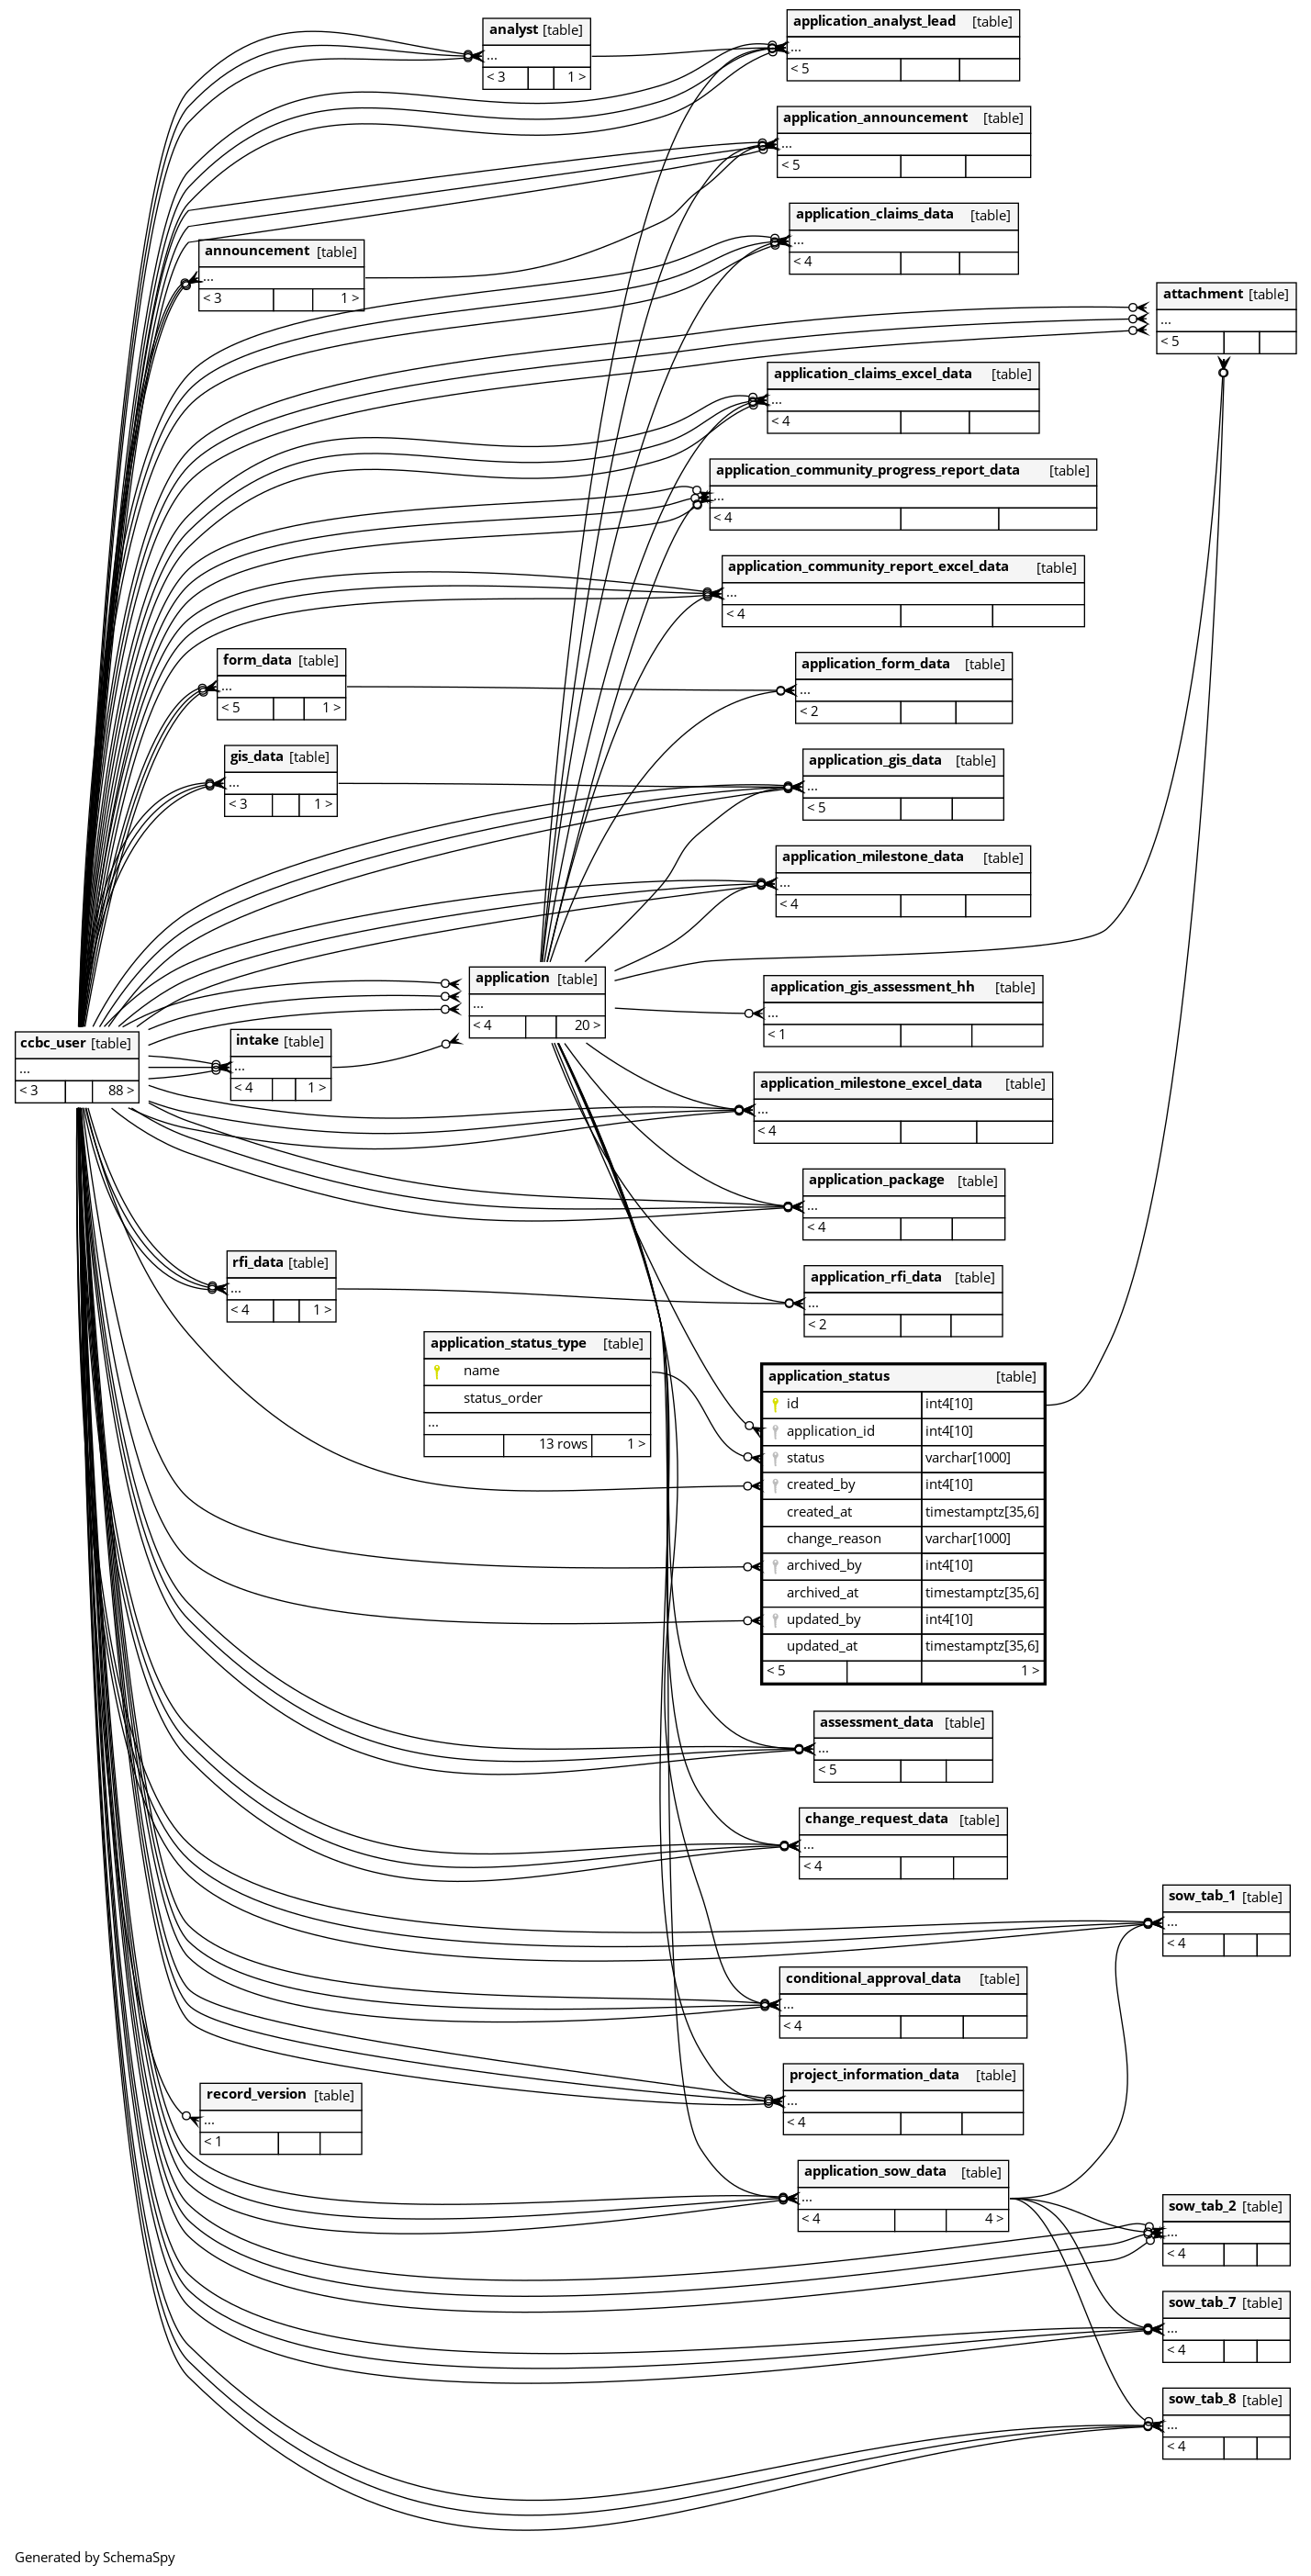 analyst [table]
...
< 3 1 >
application_analyst_lead [table]
...
< 5
application_announcement [table]
...
< 5
application_claims_data [table]
...
< 4
announcement [table]
...
< 3 1 >
attachment [table]
...
< 5
application_claims_excel_data [table]
...
< 4
application_community_progress_report_data [table]
...
< 4
application_community_report_excel_data [table]
...
< 4
form_data [table]
...
< 5 1 >
application_form_data [table]
...
< 2
gis_data [table]
...
< 3 1 >
application_gis_data [table]
...
< 5
application_milestone_data [table]
...
< 4
application [table]
...
< 4 20 >
application_gis_assessment_hh [table]
...
< 1
ccbc_user [table]
...
< 3 88 >
intake [table]
...
< 4 1 >
application_milestone_excel_data [table]
...
< 4
application_package [table]
...
< 4
rfi_data [table]
...
< 4 1 >
application_rfi_data [table]
...
< 2
application_status_type [table]
name
status_order
...
13 rows 1 >
application_status [table]
id int4[10]
application_id int4[10]
status varchar[1000]
created_by int4[10]
created_at timestamptz[35,6]
change_reason varchar[1000]
archived_by int4[10]
archived_at timestamptz[35,6]
updated_by int4[10]
updated_at timestamptz[35,6]
< 5 1 >
assessment_data [table]
...
< 5
change_request_data [table]
...
< 4
sow_tab_1 [table]
...
< 4
conditional_approval_data [table]
...
< 4
project_information_data [table]
...
< 4
record_version [table]
...
< 1
application_sow_data [table]
...
< 4 4 >
sow_tab_2 [table]
...
< 4
sow_tab_7 [table]
...
< 4
sow_tab_8 [table]
...
< 4
Generated by SchemaSpy